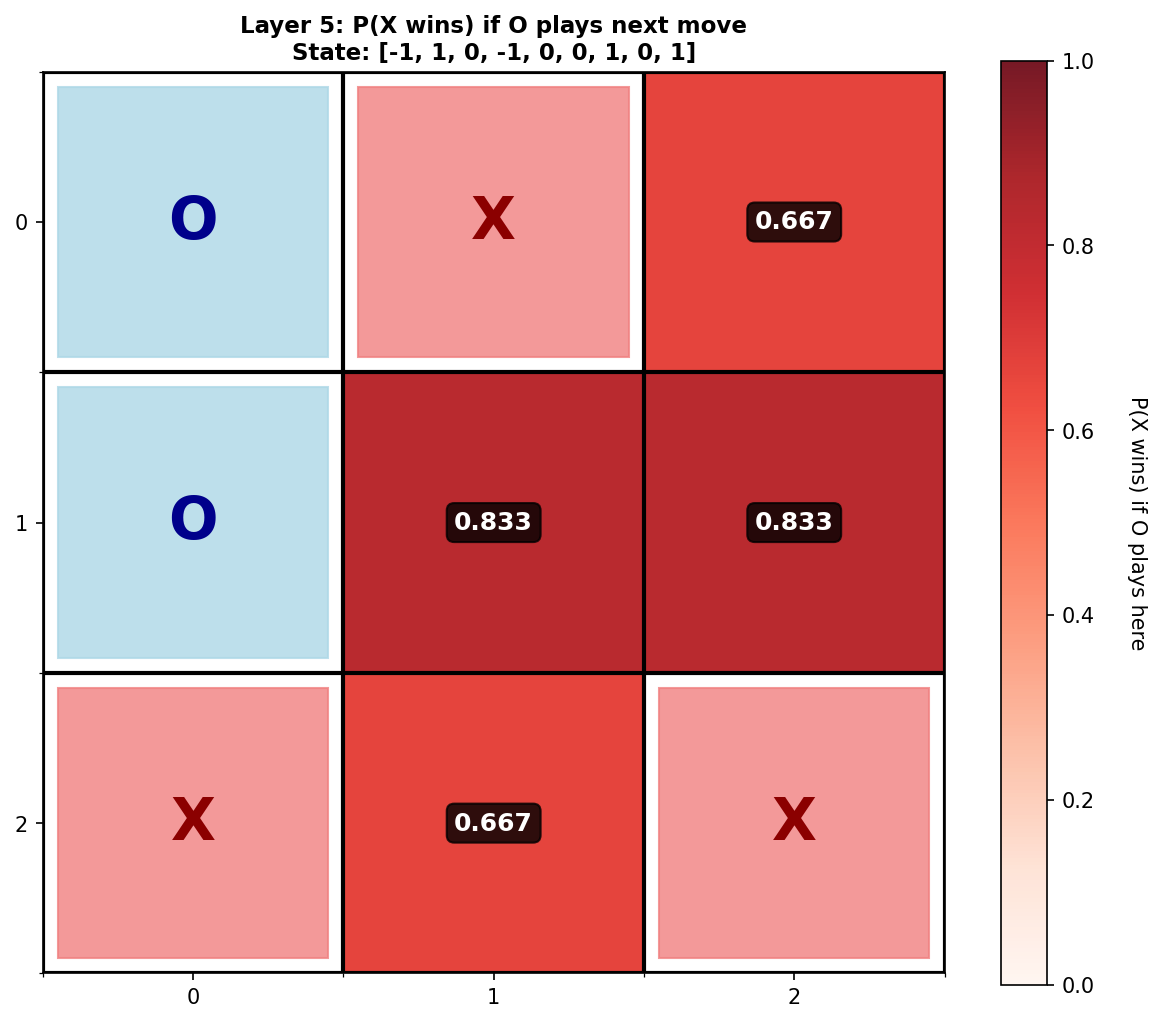 Layer 5: P(X wins) if O plays next move
State: [-1, 1, 0, -1, 0, 0, 1, 0, 1]
O
X
0.667
O
0.833
0.833
X
0.667
X
0
1
2
0
1
2
1.0
0.8
0.6
0.4
0.2
0.0
P(X wins) if O plays here